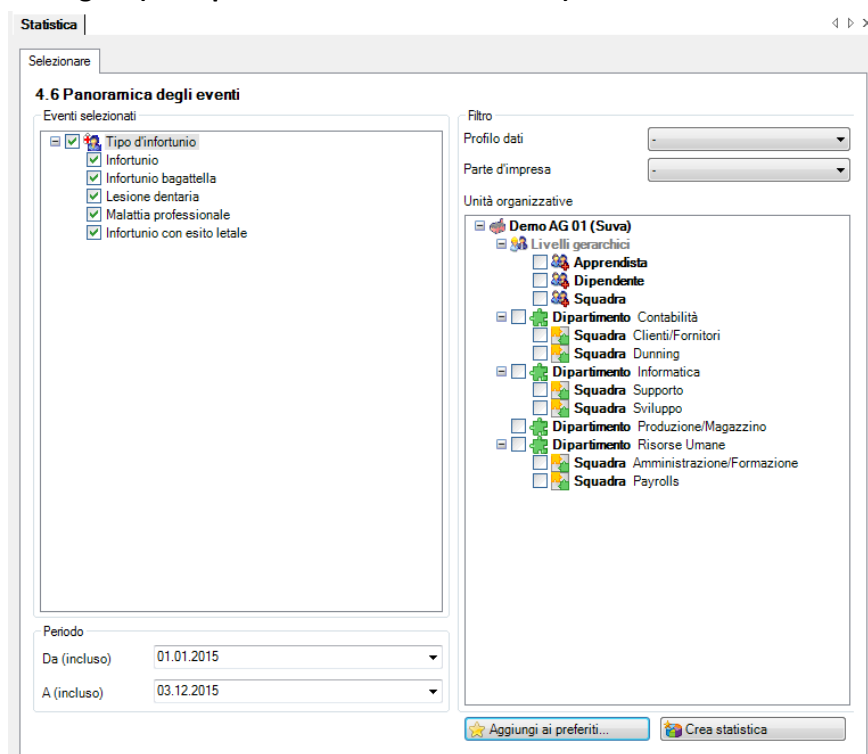 Statistica
Selezionare
4.6 Panoramica degli eventi
Eventi selezionati
Tipo d'infortunio
Infortunio
Infortunio bagattella
Lesione dentaria
Malattia professionale
Infortunio con esito letale
Periodo
Da (incluso) 01.01.2015
A (incluso) 03.12.2015
Filtro
Profilo dati -
Parte d'impresa -
Unità organizzative
Demo AG 01 (Suva)
Livelli gerarchici
Apprendista
Dipendente
Squadra
Dipartimento Contabilità
Squadra Clienti/Fornitori
Squadra Dunning
Dipartimento Informatica
Squadra Supporto
Squadra Sviluppo
Dipartimento Produzione/Magazzino
Dipartimento Risorse Umane
Squadra Amministrazione/Formazione
Squadra Payrolls
Aggiungi ai preferiti... Crea statistica